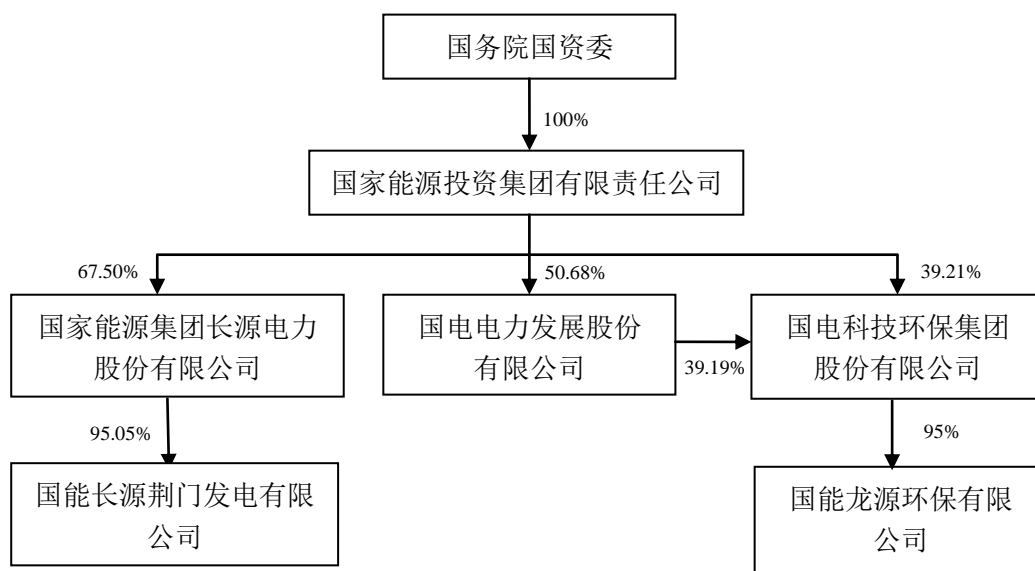 国务院国资委
100%
国家能源投资集团有限责任公司
67.50%
50.68%
39.21%
国家能源集团长源电力
股份有限公司
国电电力发展股份
有限公司
39.19%
国电科技环保集团
股份有限公司
95.05%
95%
国能长源荆门发电有限
公司
国能龙源环保有限
公司